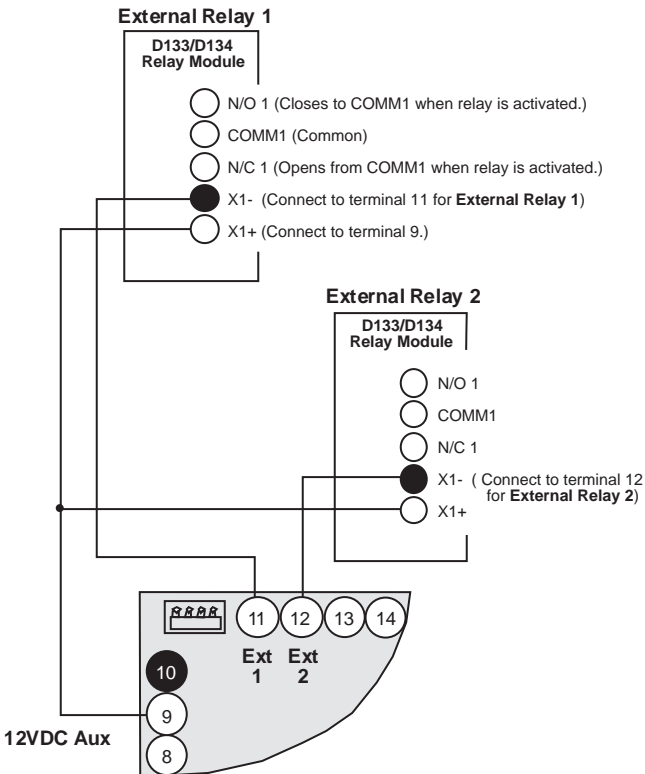 External Relay 1
D133/D134
Relay Module
N/O 1 (Closes to COMM1 when relay is activated.)
COMM1 (Common)
N/C 1 (Opens from COMM1 when relay is activated.)
X1- (Connect to terminal 11 for External Relay 1)
X1+ (Connect to terminal 9.)
External Relay 2
D133/D134
Relay Module
N/O 1
COMM1
N/C 1
X1- ( Connect to terminal 12
for External Relay 2)
X1+
11 12 13 14
Ext Ext
1 2
10
9
12VDC Aux
8